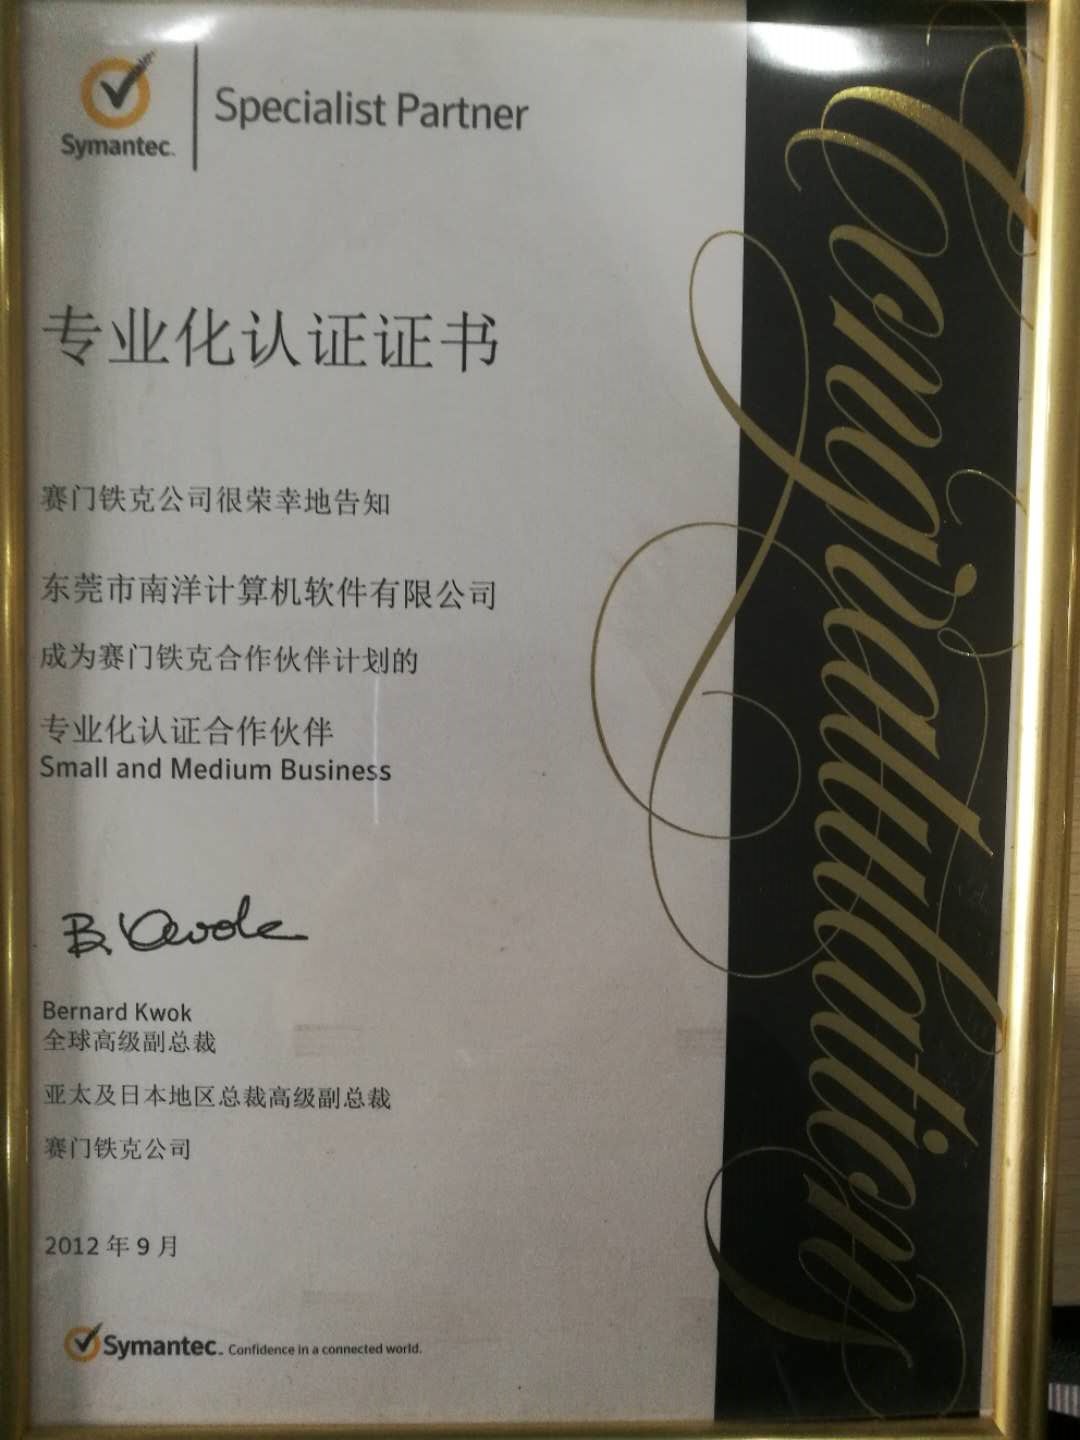 Symantec.
Specialist Partner
专业化认证证书
赛门铁克公司很荣幸地告知
东莞市南洋计算机软件有限公司
成为赛门铁克合作伙伴计划的
专业化认证合作伙伴
Small and Medium Business
B. Kwok
Bernard Kwok
全球高级副总裁
亚太及日本地区总裁高级副总裁
赛门铁克公司
2012 年 9 月
Symantec. Confidence in a connected world.
Congratulations